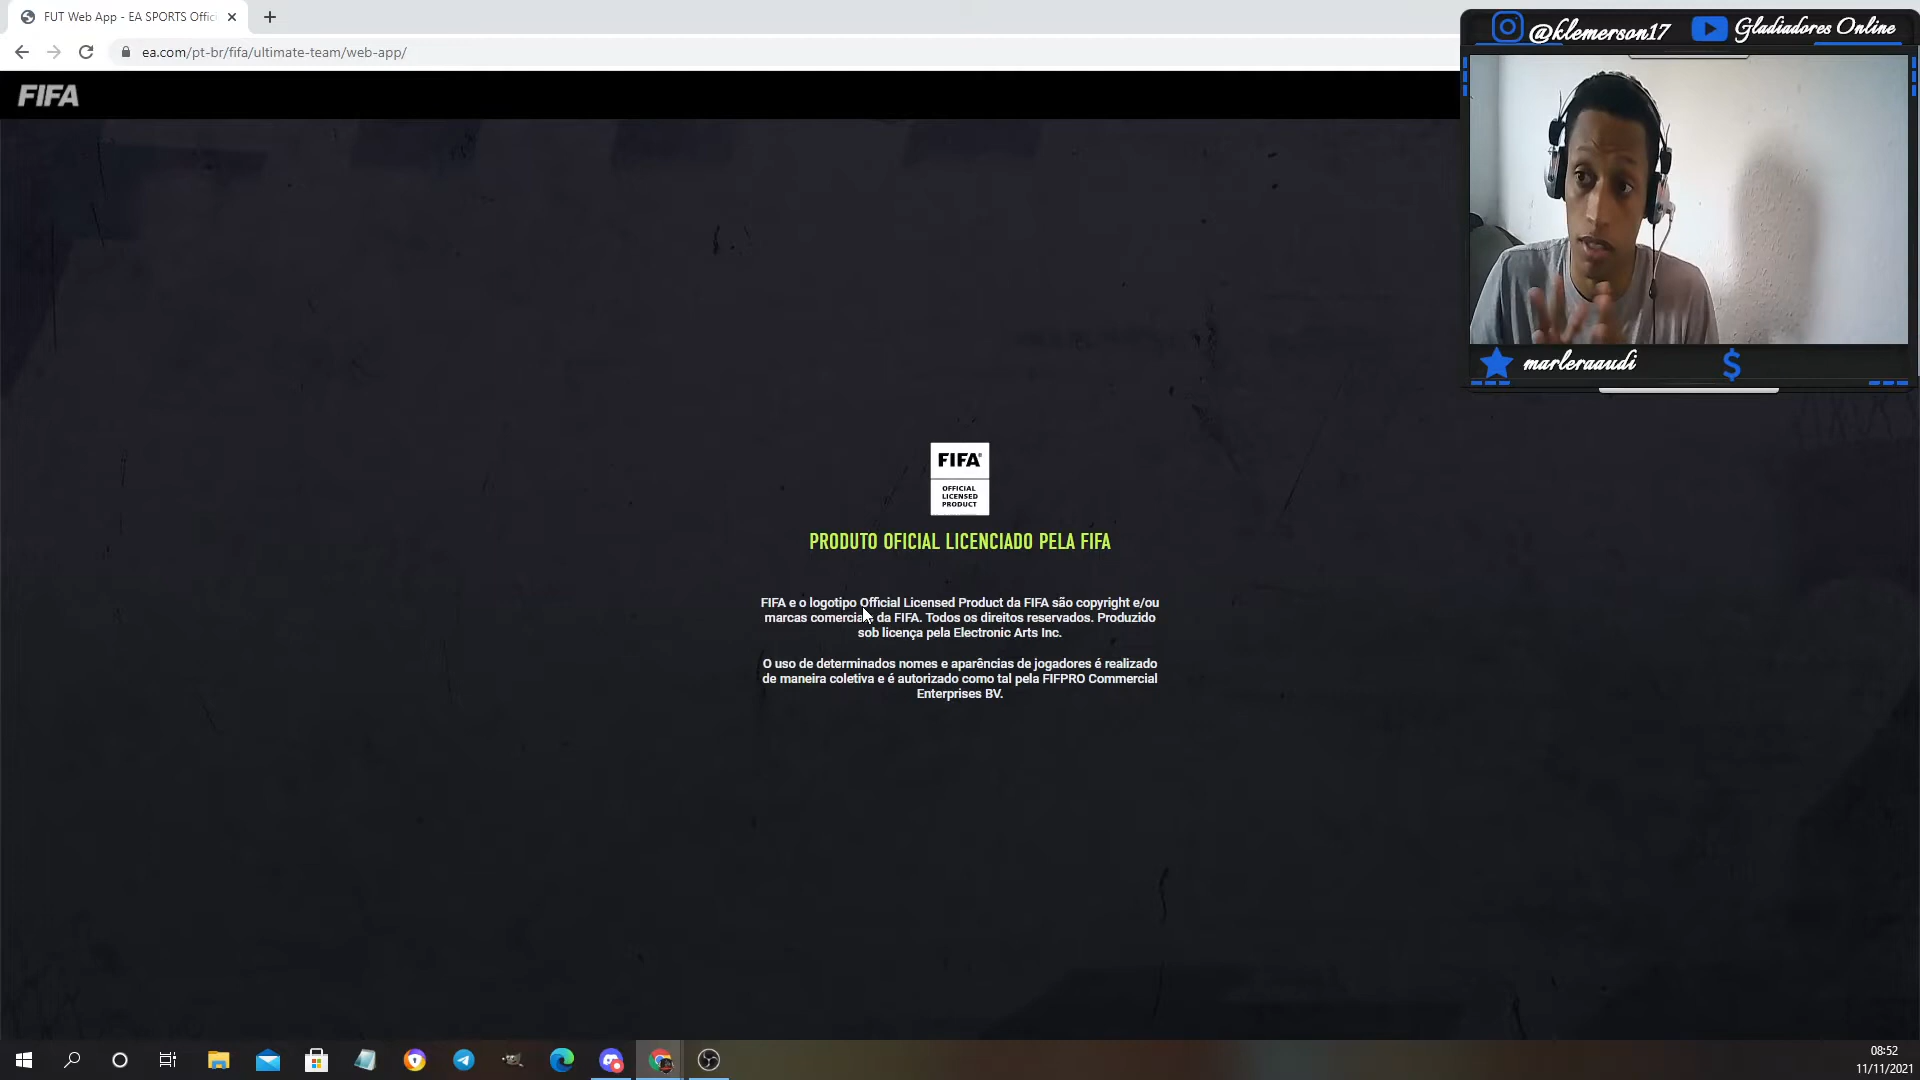 FUT Web App - EA SPORTS Offici
ea.com/pt-br/fifa/ultimate-team/web-app/
@klemerson17 Gladiadores Online
FIFA
marleraaudi
$
FIFA
OFFICIAL
LICENSED
PRODUCT
PRODUTO OFICIAL LICENCIADO PELA FIFA
FIFA e o logotipo Official Licensed Product da FIFA são copyright e/ou
marcas comerciais da FIFA. Todos os direitos reservados. Produzido
sob licença pela Electronic Arts Inc.
O uso de determinados nomes e aparências de jogadores é realizado
de maneira coletiva e é autorizado como tal pela FIFPRO Commercial
Enterprises BV.
08:52
11/11/2021